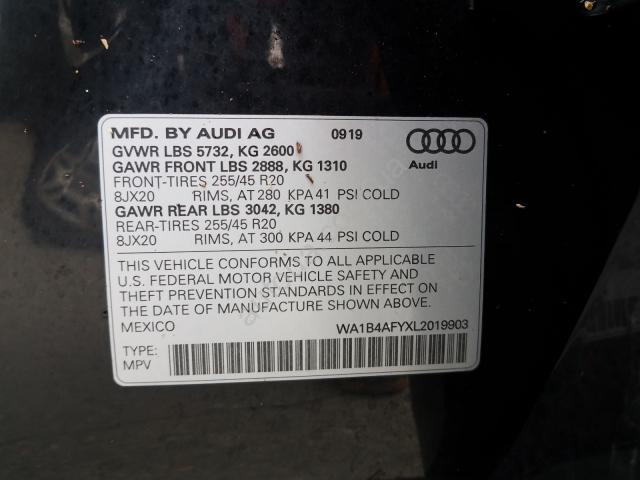 MFD. BY AUDI AG 0919
GVWR LBS 5732, KG 2600
GAWR FRONT LBS 2888, KG 1310
FRONT-TIRES 255/45 R20
8JX20 RIMS, AT 280 KPA 41 PSI COLD
GAWR REAR LBS 3042, KG 1380
REAR-TIRES 255/45 R20
8JX20 RIMS, AT 300 KPA 44 PSI COLD
Audi
THIS VEHICLE CONFORMS TO ALL APPLICABLE
U.S. FEDERAL MOTOR VEHICLE SAFETY AND
THEFT PREVENTION STANDARDS IN EFFECT ON
THE DATE OF MANUFACTURE SHOWN ABOVE.
MEXICO WA1B4AFYXL2019903
TYPE:
MPV